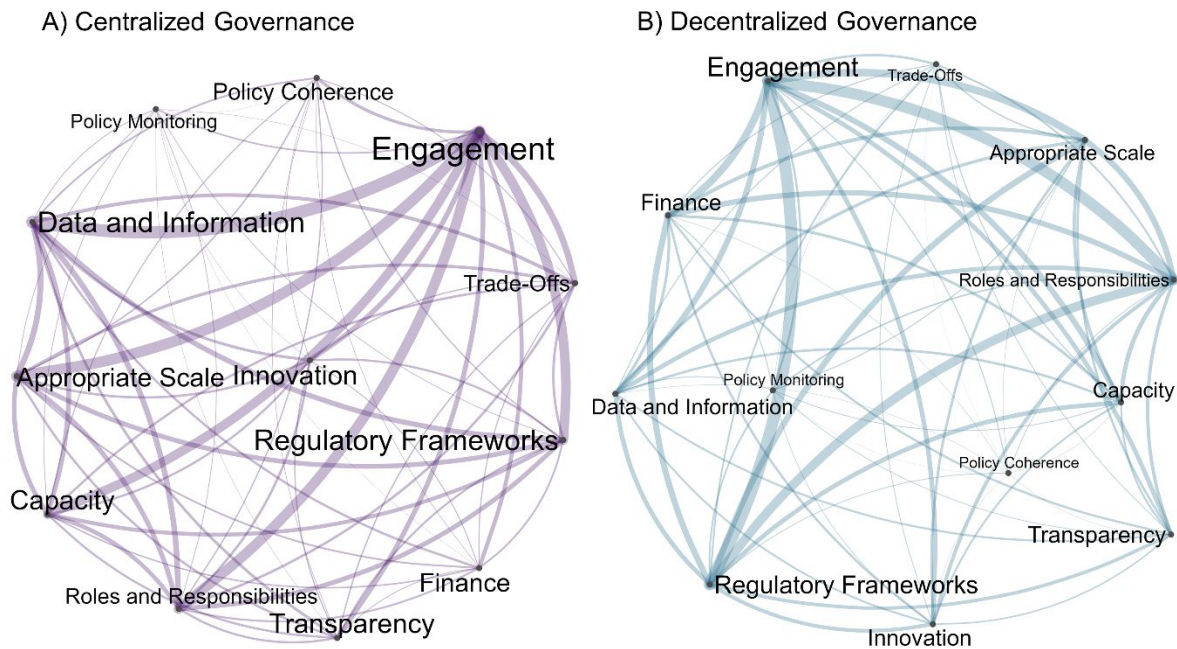 A) Centralized Governance
Policy Coherence
Policy Monitoring
Engagement
Data and Information
Trade-Offs
Appropriate Scale
Innovation
Regulatory Frameworks
Capacity
Finance
Roles and Responsibilities
Transparency
B) Decentralized Governance
Engagement
Trade-Offs
Appropriate Scale
Finance
Roles and Responsibilities
Policy Monitoring
Capacity
Data and Information
Policy Coherence
Transparency
Regulatory Frameworks
Innovation